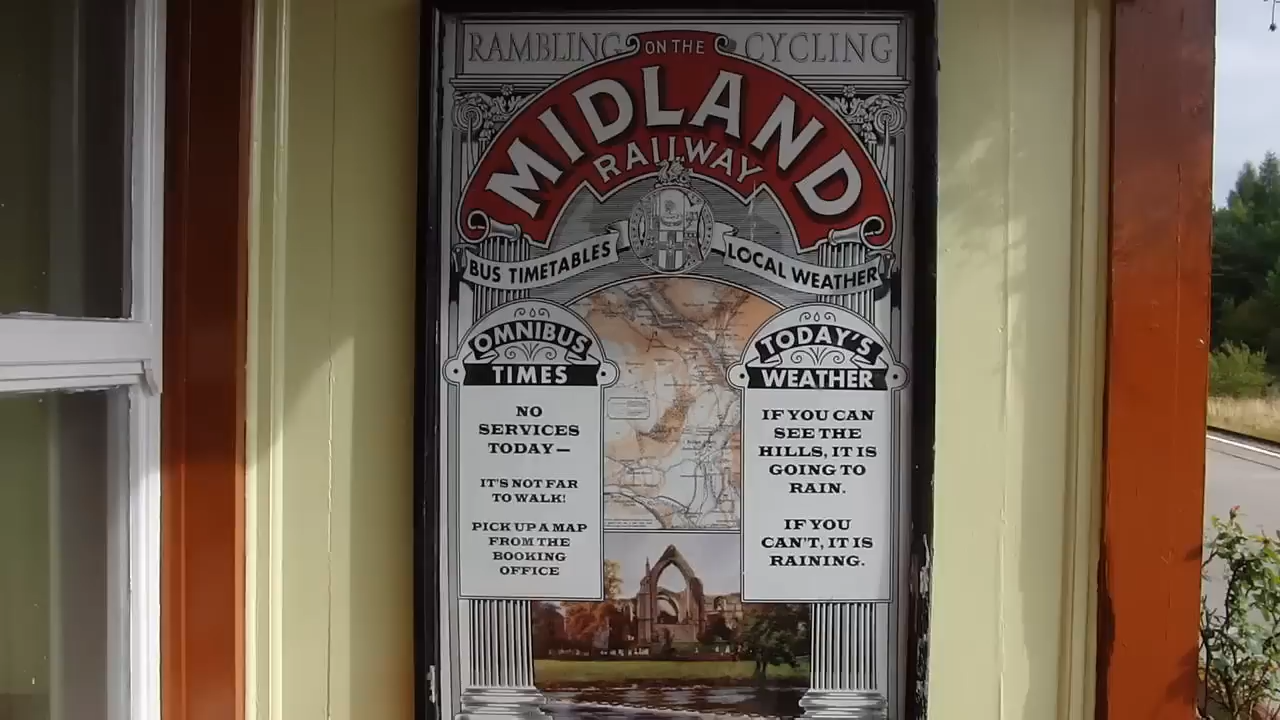 RAMBLING ON THE CYCLING
MIDLAND
RAILWAY
BUS TIMETABLES
LOCAL WEATHER
OMNIBUS
TIMES
NO
SERVICES
TODAY—
IT'S NOT FAR
TO WALK!
PICK UP A MAP
FROM THE
BOOKING
OFFICE
TODAY'S
WEATHER
IF YOU CAN
SEE THE
HILLS, IT IS
GOING TO
RAIN.
IF YOU
CAN'T, IT IS
RAINING.